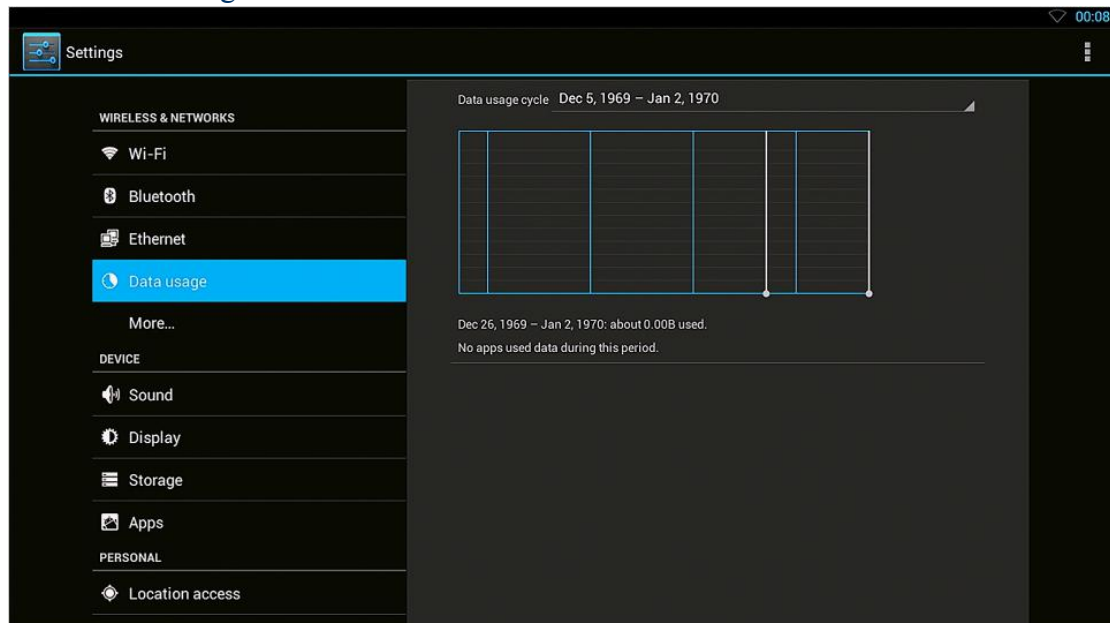 00:08
Settings
WIRELESS & NETWORKS
Wi-Fi
Bluetooth
Ethernet
Data usage
More...
DEVICE
Sound
Display
Storage
Apps
PERSONAL
Location access
Data usage cycle Dec 5, 1969 – Jan 2, 1970
Dec 26, 1969 – Jan 2, 1970: about 0.00B used.
No apps used data during this period.